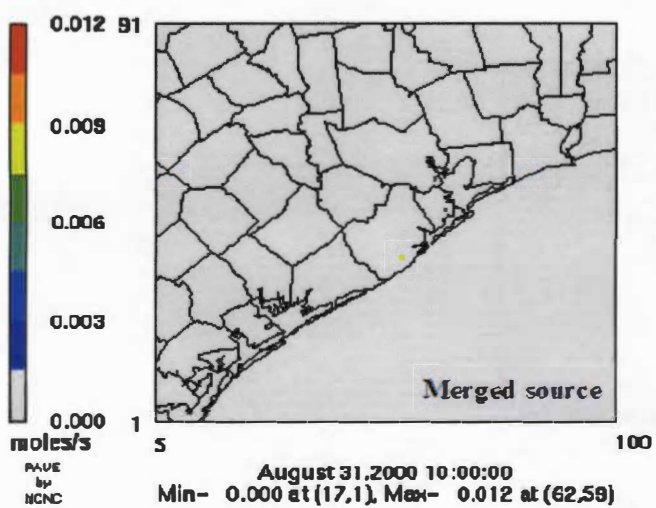 0.012
91
0.009
0.006
0.003
0.000
1
moles/s
5
100
PAVE
by
MCNC
Merged source
August 31,2000 10:00:00
Min= 0.000 at (17,1), Max= 0.012 at (62,59)